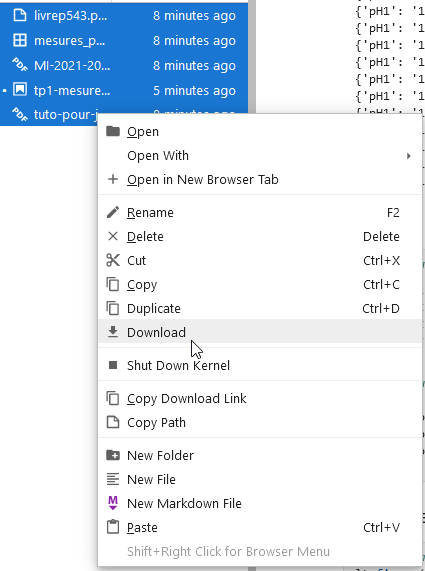 livrep543.p... 8 minutes ago
mesures_p... 8 minutes ago
MI-2021-20... 8 minutes ago
tp1-mesure... 5 minutes ago
tuto-pour-j
{'pH1': '1
{'pH1': '1
{'pH1': '1
{'pH1': '1
{'pH1': '1
{'pH1': '1
{'pH1': '1
Open
Open With
Open in New Browser Tab
Rename F2
Delete Delete
Cut Ctrl+X
Copy Ctrl+C
Duplicate Ctrl+D
Download
Shut Down Kernel
Copy Download Link
Copy Path
New Folder
New File
New Markdown File
Paste Ctrl+V
Shift+Right Click for Browser Menu